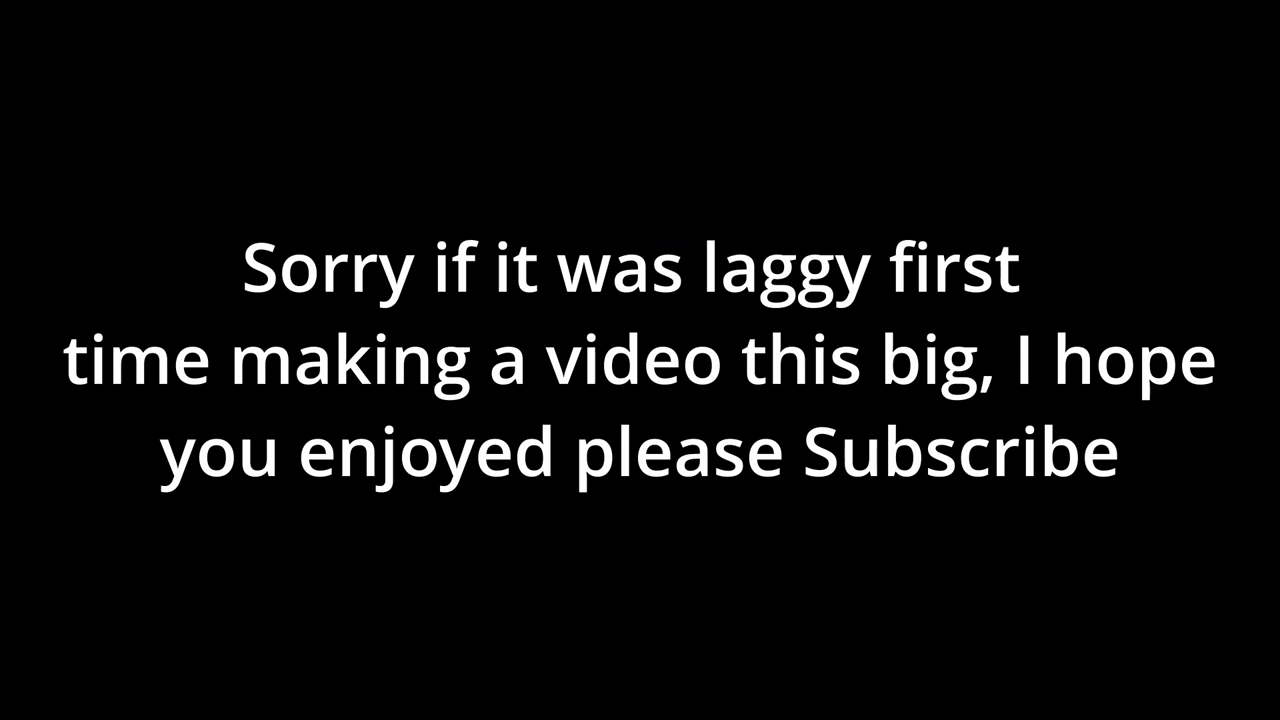 Sorry if it was laggy first
time making a video this big, I hope
you enjoyed please Subscribe